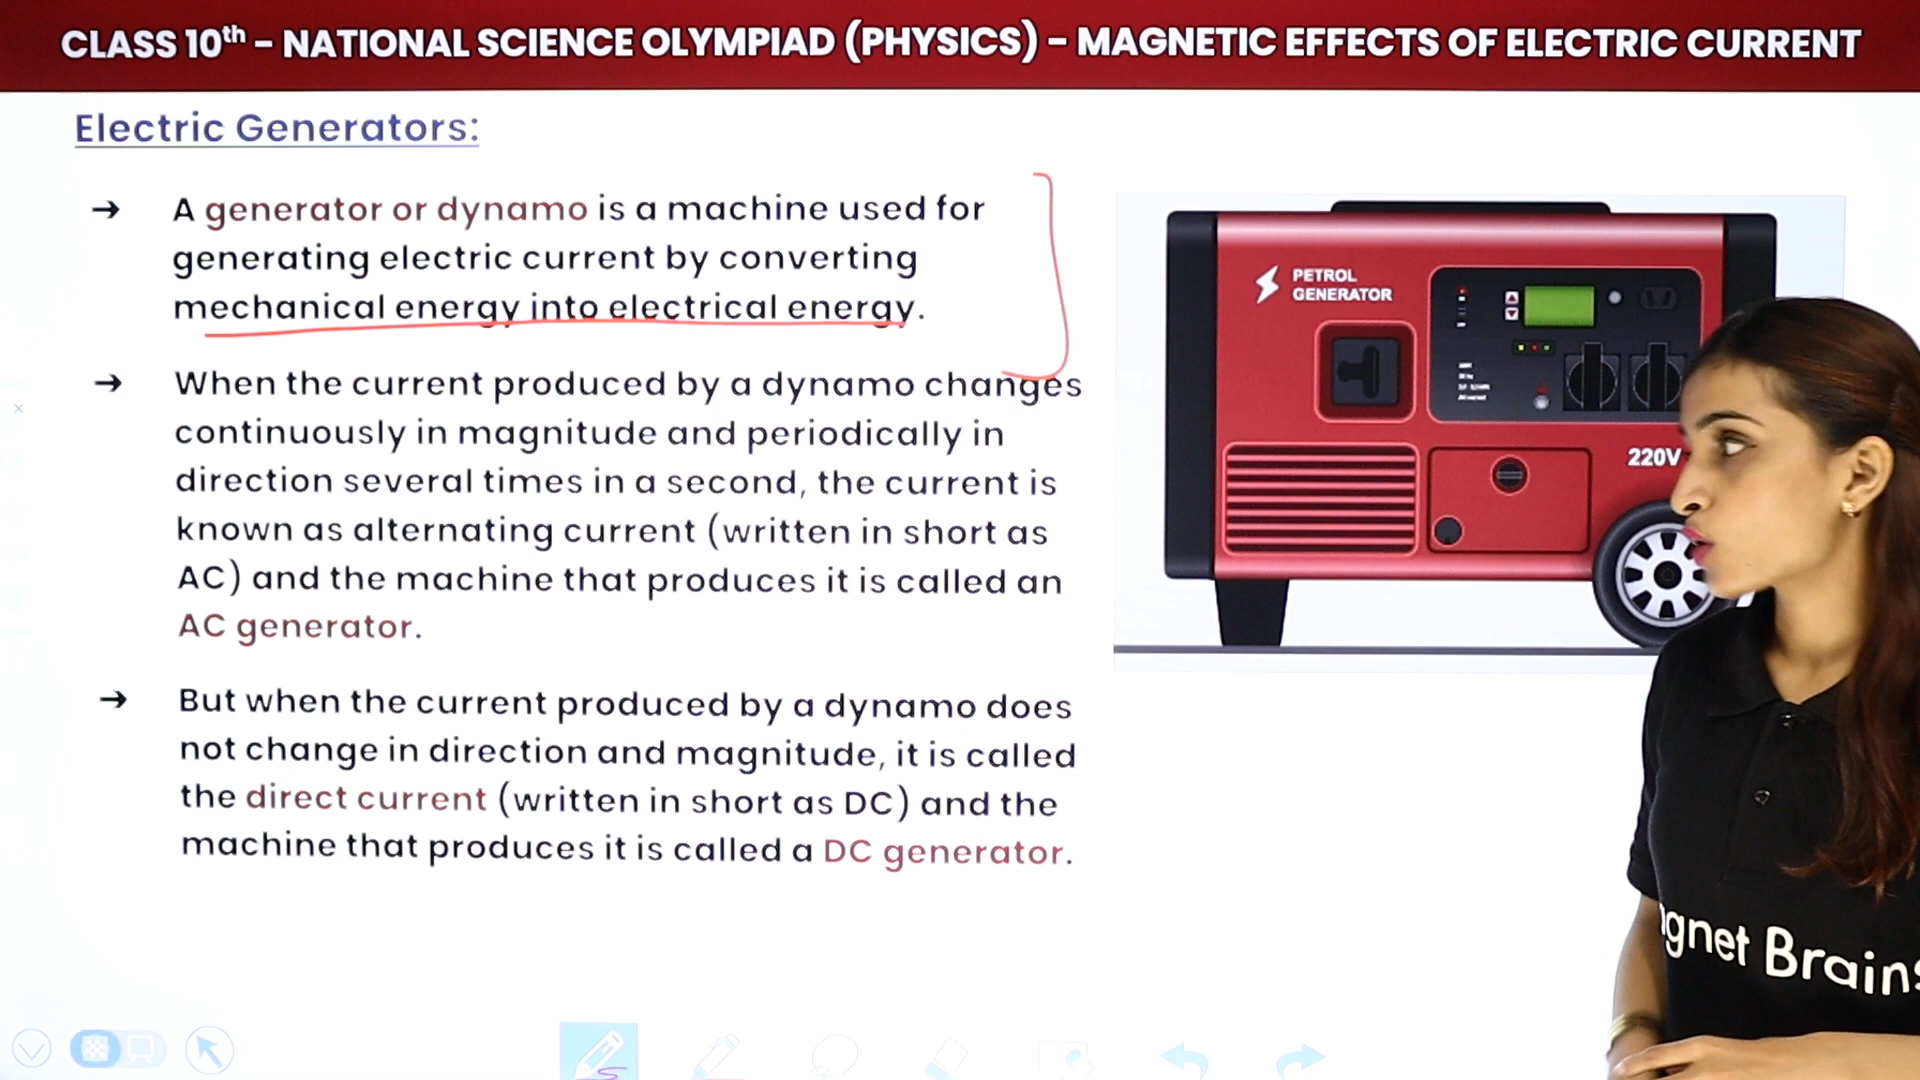 CLASS 10th – NATIONAL SCIENCE OLYMPIAD (PHYSICS) – MAGNETIC EFFECTS OF ELECTRIC CURRENT
Electric Generators:
➔ A generator or dynamo is a machine used for
generating electric current by converting
mechanical energy into electrical energy.
➔ When the current produced by a dynamo changes
continuously in magnitude and periodically in
direction several times in a second, the current is
known as alternating current (written in short as
AC) and the machine that produces it is called an
AC generator.
➔ But when the current produced by a dynamo does
not change in direction and magnitude, it is called
the direct current (written in short as DC) and the
machine that produces it is called a DC generator.
PETROL
GENERATOR
220V
gnet Brains